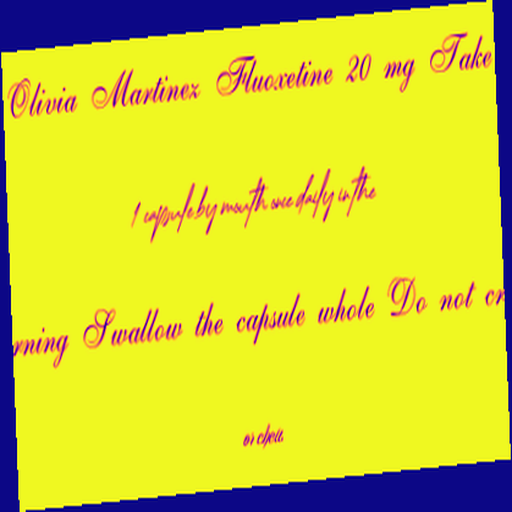 Olivia Martinez Fluoxetine 20 mg Take
1 capsule by mouth once daily in the
rning Swallow the capsule whole Do not cr
or chew